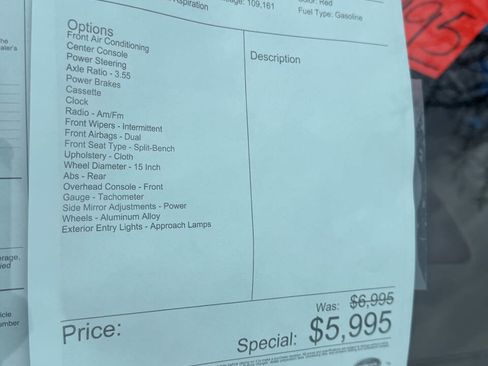 Aspiration
109,161
Color: Red
Fuel Type: Gasoline
95
Options
Front Air Conditioning
Center Console
Power Steering
Axle Ratio - 3.55
Power Brakes
Cassette
Clock
Radio - Am/Fm
Front Wipers - Intermittent
Front Airbags - Dual
Front Seat Type - Split-Bench
Upholstery - Cloth
Wheel Diameter - 15 Inch
Abs - Rear
Overhead Console - Front
Gauge - Tachometer
Side Mirror Adjustments - Power
Wheels - Aluminum Alloy
Exterior Entry Lights - Approach Lamps
Description
Price:
Was: $6,995
Special: $5,995